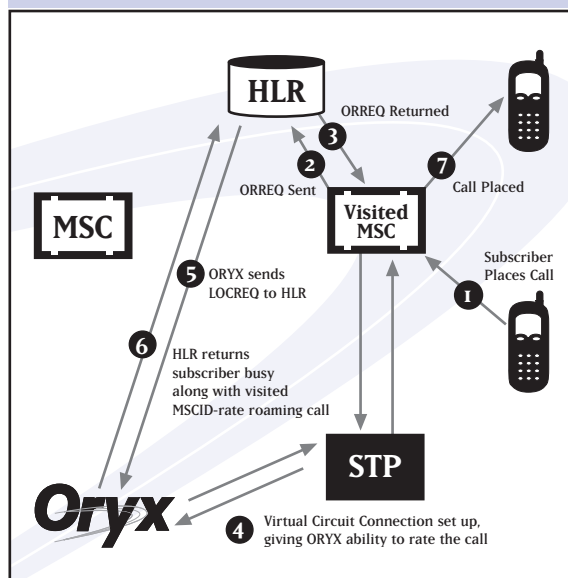 HLR
3
ORREQ Returned
2
ORREQ Sent
7
Call Placed
MSC
Visited
MSC
Subscriber
Places Call
1
5
ORYX sends
LOCREQ to HLR
6
HLR returns
subscriber busy
along with visited
MSCID-rate roaming call
STP
Oryx
4
Virtual Circuit Connection set up,
giving ORYX ability to rate the call